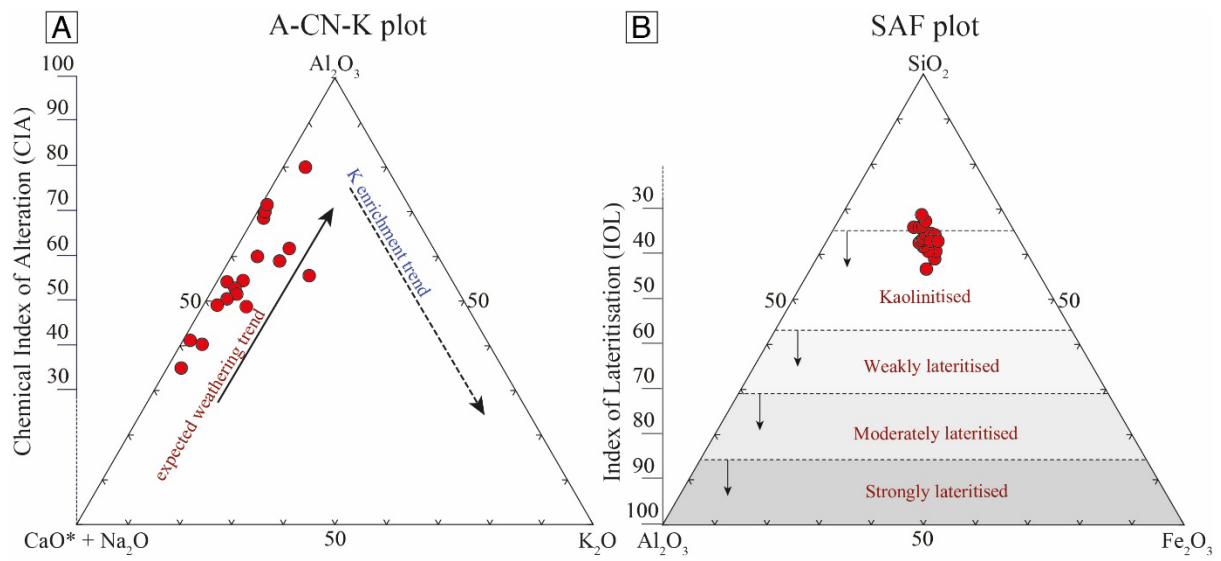 A
A-CN-K plot
Al₂O₃
Chemical Index of Alteration (CIA)
100
90
80
70
60
50
40
30
50
50
50
expected weathering trend
K enrichment trend
CaO* + Na₂O
K₂O
B
SAF plot
SiO₂
Index of Lateritisation (IOL)
30
40
50
60
70
80
90
100
50
50
50
Kaolinitised
Weakly lateritised
Moderately lateritised
Strongly lateritised
Al₂O₃
Fe₂O₃